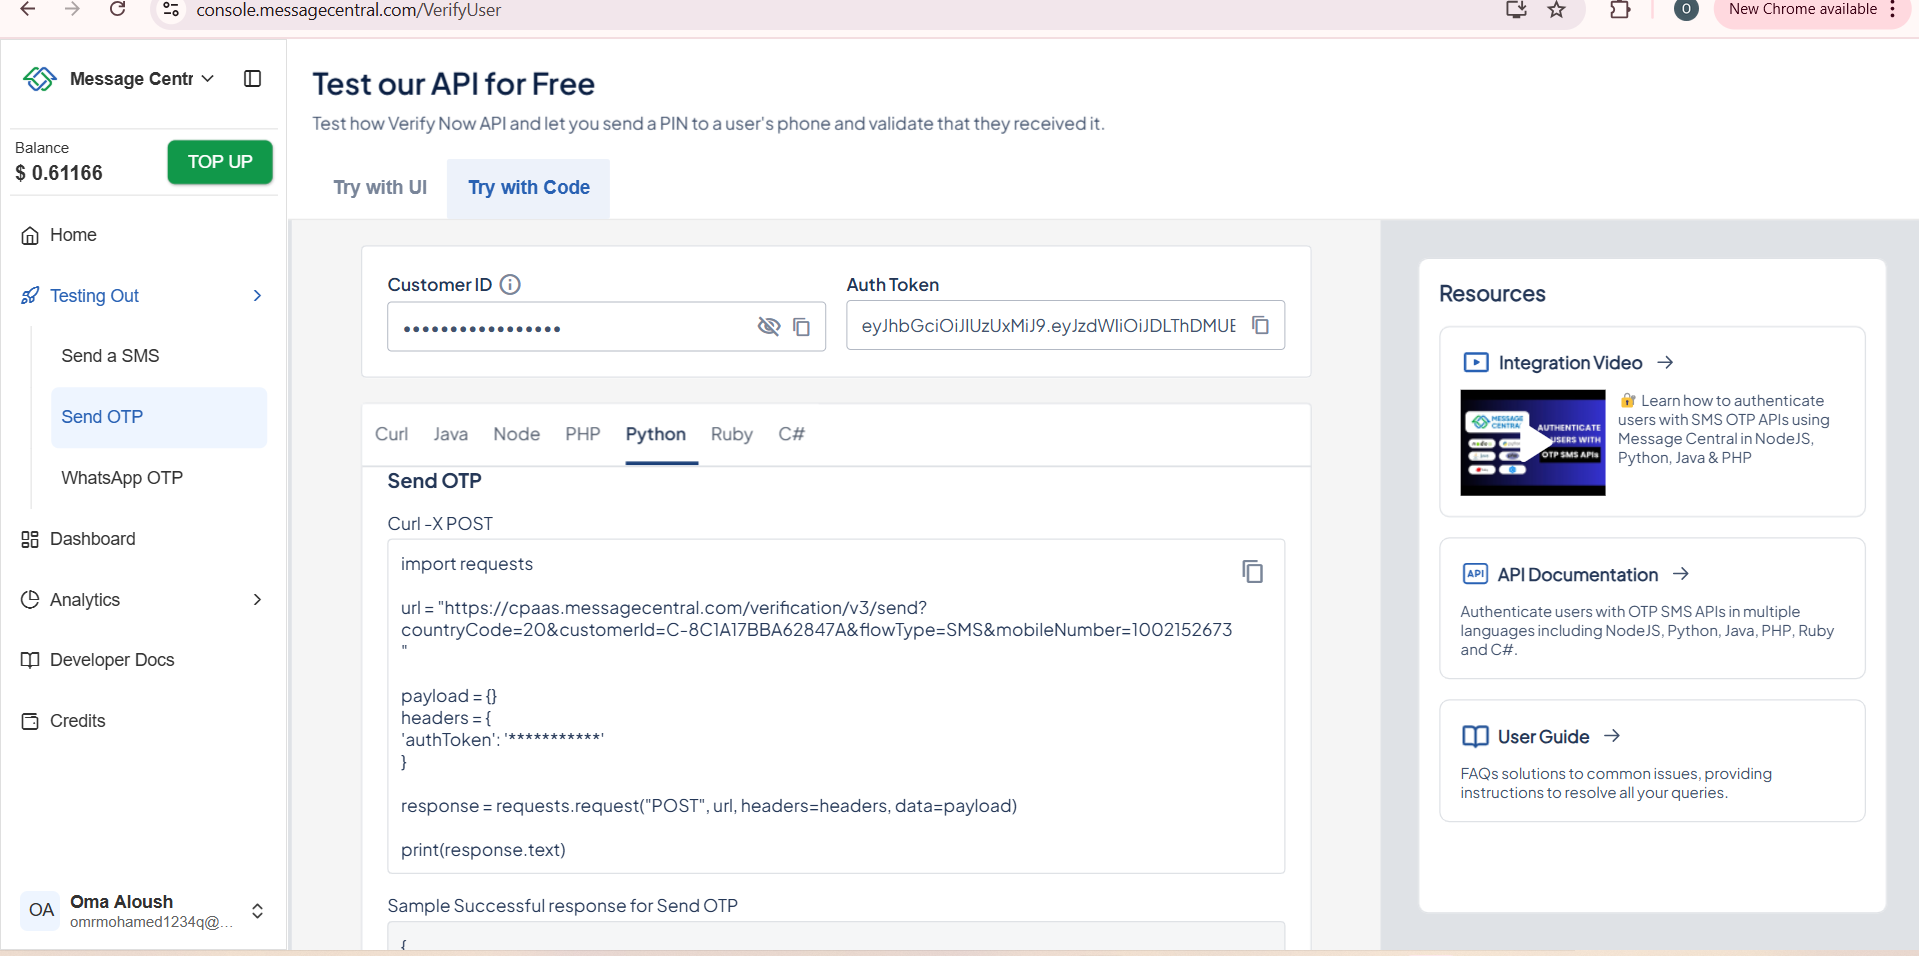 console.messagecentral.com/VerifyUser
O
New Chrome available
Message Centr
Balance
$ 0.61166
TOP UP
Home
Testing Out
Send a SMS
Send OTP
WhatsApp OTP
Dashboard
Analytics
Developer Docs
Credits
OA
Oma Aloush
omrmohamed1234q@...
Test our API for Free
Test how Verify Now API and let you send a PIN to a user's phone and validate that they received it.
Try with UI
Try with Code
Customer ID
Auth Token
•••••••••••••••••
eyJhbGciOiJIUzUxMiJ9.eyJzdWIiOiJDLThDMUE
Curl Java Node PHP Python Ruby C#
Send OTP
Curl -X POST
import requests
url = "https://cpaas.messagecentral.com/verification/v3/send?
countryCode=20&customerId=C-8C1A17BBA62847A&flowType=SMS&mobileNumber=1002152673
"
payload = {}
headers = {
'authToken': '***********'
}
response = requests.request("POST", url, headers=headers, data=payload)
print(response.text)
Sample Successful response for Send OTP
{
Resources
Integration Video
MESSAGE
CENTRAL
AUTHENTICATE
USERS WITH
OTP SMS APIs
🔐 Learn how to authenticate
users with SMS OTP APIs using
Message Central in NodeJS,
Python, Java & PHP
API
API Documentation
Authenticate users with OTP SMS APIs in multiple
languages including NodeJS, Python, Java, PHP, Ruby
and C#.
User Guide
FAQs solutions to common issues, providing
instructions to resolve all your queries.